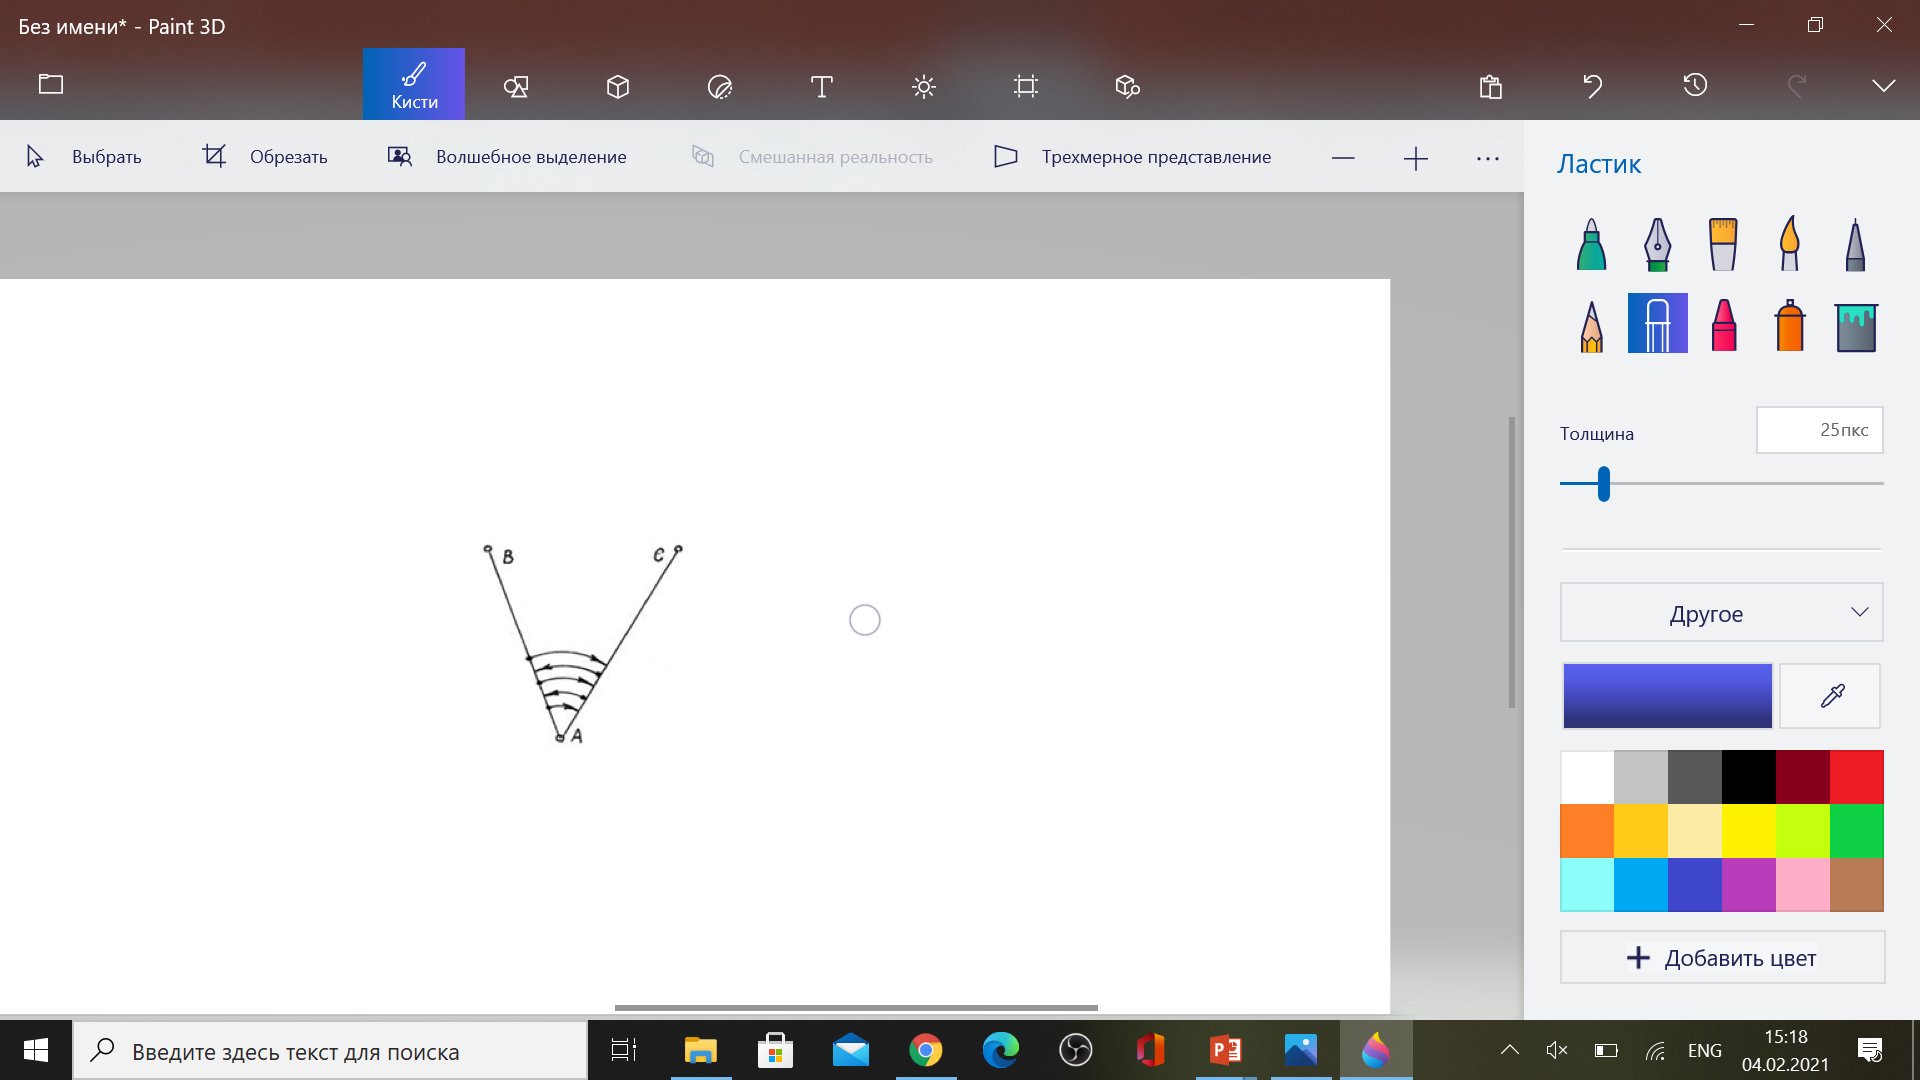 Без имени* - Paint 3D
Кисти
Выбрать
Обрезать
Волшебное выделение
Смешанная реальность
Трехмерное представление
Ластик
Толщина
25пкс
B
C
A
Другое
Добавить цвет
Введите здесь текст для поиска
ENG
15:18
04.02.2021